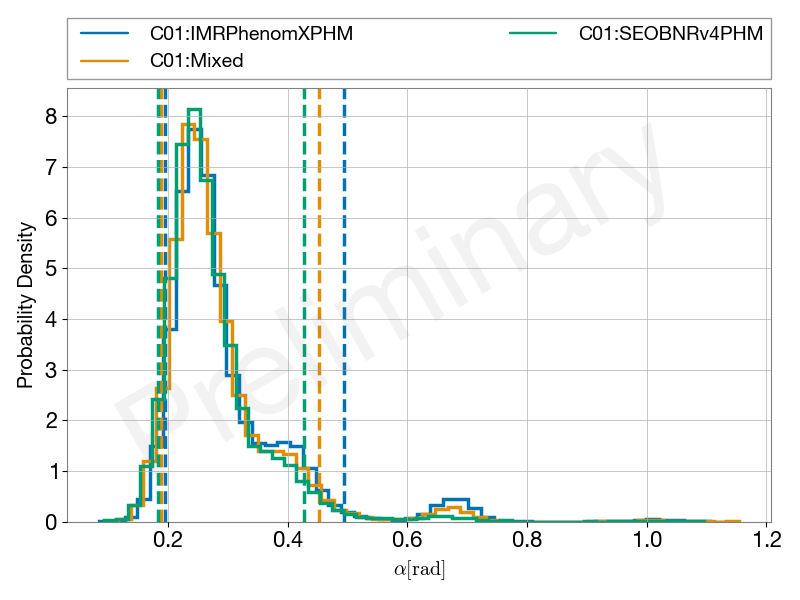 C01:IMRPhenomXPHM
C01:SEOBNRv4PHM
C01:Mixed
Preliminary
Probability Density
8
7
6
5
4
3
2
1
0
0.2
0.4
0.6
0.8
1.0
1.2
α[rad]